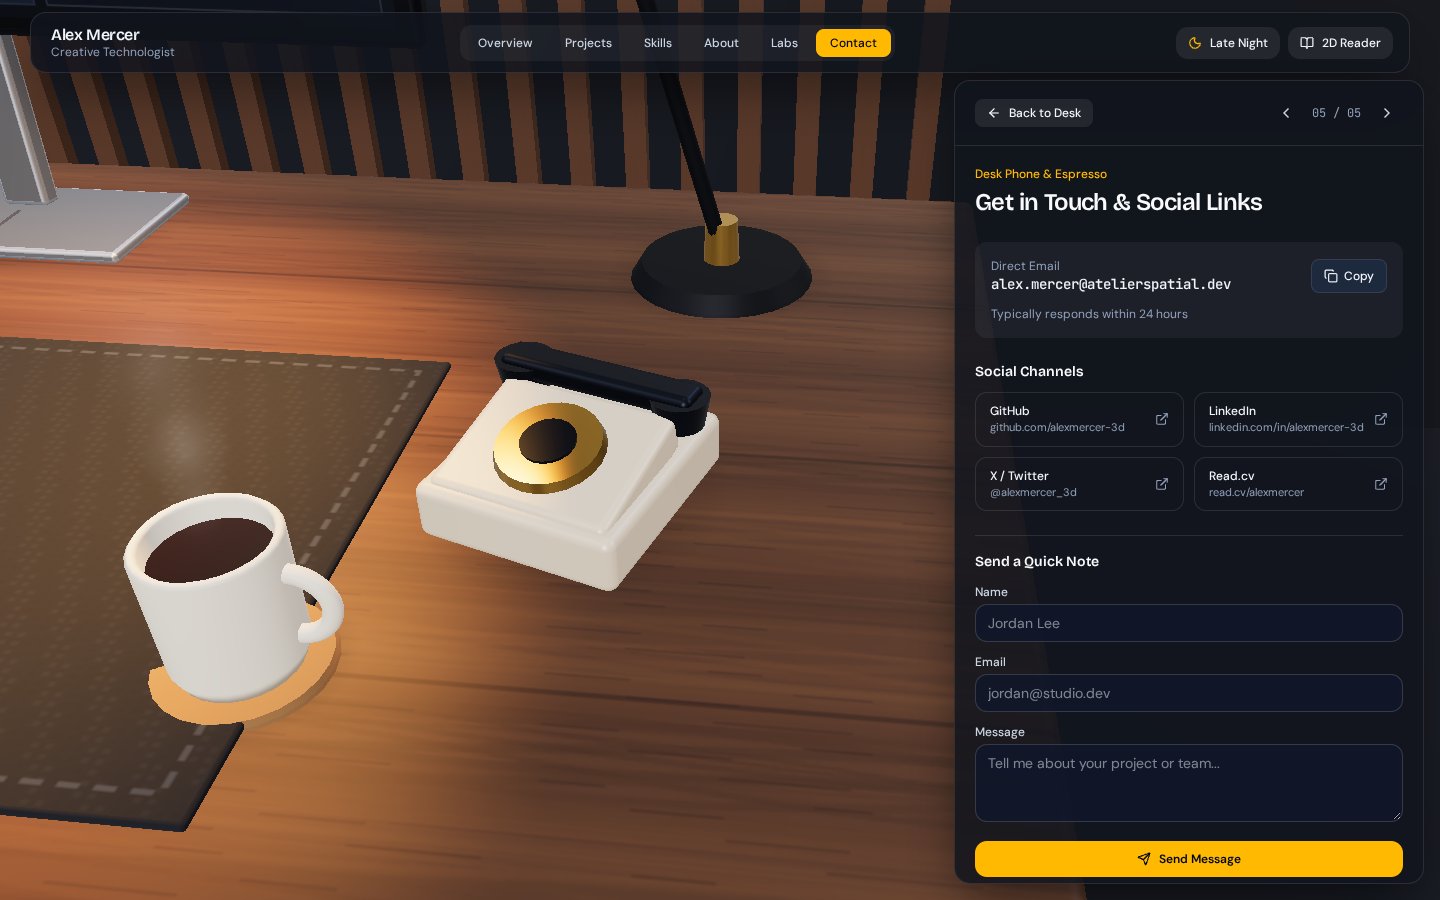 Alex Mercer
Creative Technologist
Overview
Projects
Skills
About
Labs
Contact
Late Night
2D Reader
Back to Desk
05 / 05
Desk Phone & Espresso
Get in Touch & Social Links
Direct Email
alex.mercer@atelierspatial.dev
Copy
Typically responds within 24 hours
Social Channels
GitHub
github.com/alexmercer-3d
LinkedIn
linkedin.com/in/alexmercer-3d
X / Twitter
@alexmercer_3d
Read.cv
read.cv/alexmercer
Send a Quick Note
Name
Jordan Lee
Email
jordan@studio.dev
Message
Tell me about your project or team...
Send Message